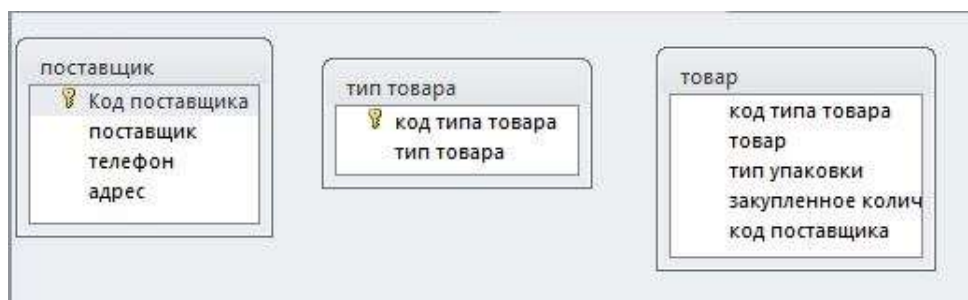 поставщик
Код поставщика
поставщик
телефон
адрес
тип товара
код типа товара
тип товара
товар
код типа товара
товар
тип упаковки
закупленное колич
код поставщика